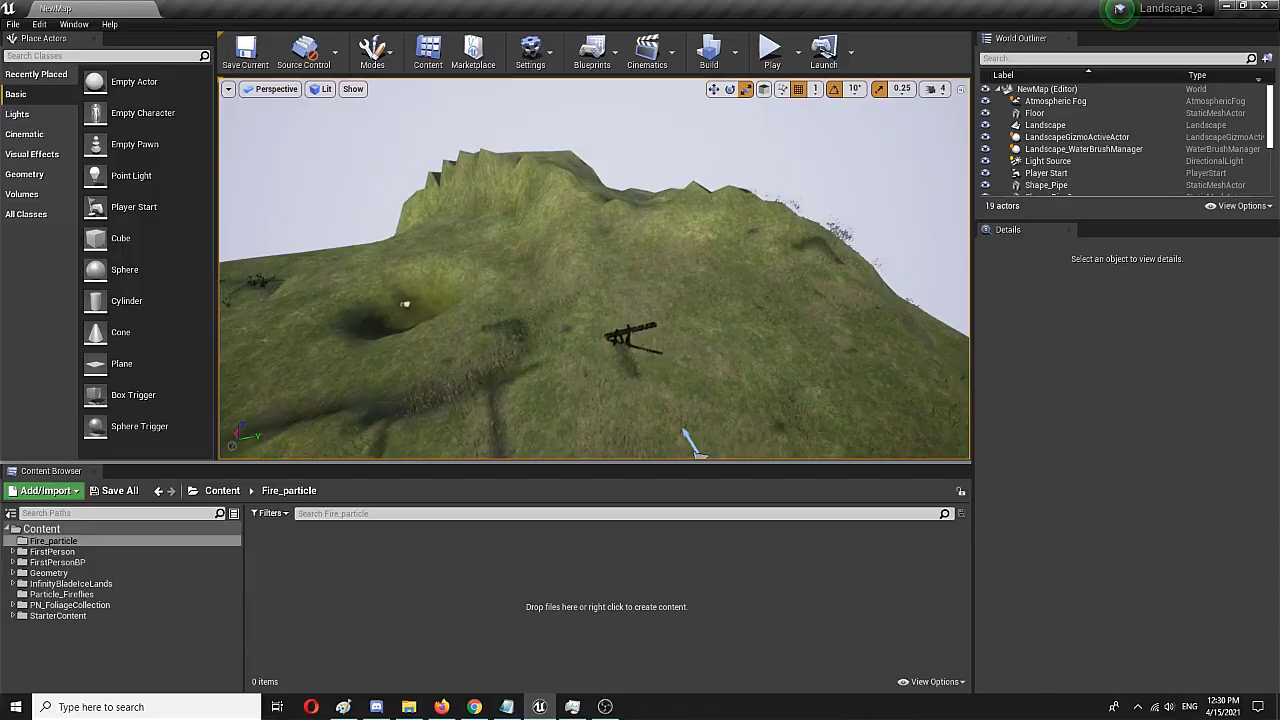 NewMap
Landscape_3
File
Edit
Window
Help
Place Actors
Search Classes
Recently Placed
Basic
Lights
Cinematic
Visual Effects
Geometry
Volumes
All Classes
Empty Actor
Empty Character
Empty Pawn
Point Light
Player Start
Cube
Sphere
Cylinder
Cone
Plane
Box Trigger
Sphere Trigger
Save Current
Source Control
Modes
Content
Marketplace
Settings
Blueprints
Cinematics
Build
Play
Launch
Perspective
Lit
Show
1
10°
0.25
4
World Outliner
Search...
Label
Type
NewMap (Editor) World
Atmospheric Fog AtmosphericFog
Floor StaticMeshActor
Landscape Landscape
LandscapeGizmoActiveActor LandscapeGizmoActi
Landscape_WaterBrushManager WaterBrushManager
Light Source DirectionalLight
Player Start PlayerStart
Shape_Pipe StaticMeshActor
19 actors
View Options
Details
Select an object to view details.
Content Browser
Add/Import
Save All
Content
Fire_particle
Search Paths
Filters
Search Fire_particle
Content
Fire_particle
FirstPerson
FirstPersonBP
Geometry
InfinityBladeIceLands
Particle_Fireflies
PN_FoliageCollection
StarterContent
Drop files here or right click to create content.
0 items
View Options
Type here to search
ENG
12:30 PM
4/15/2021